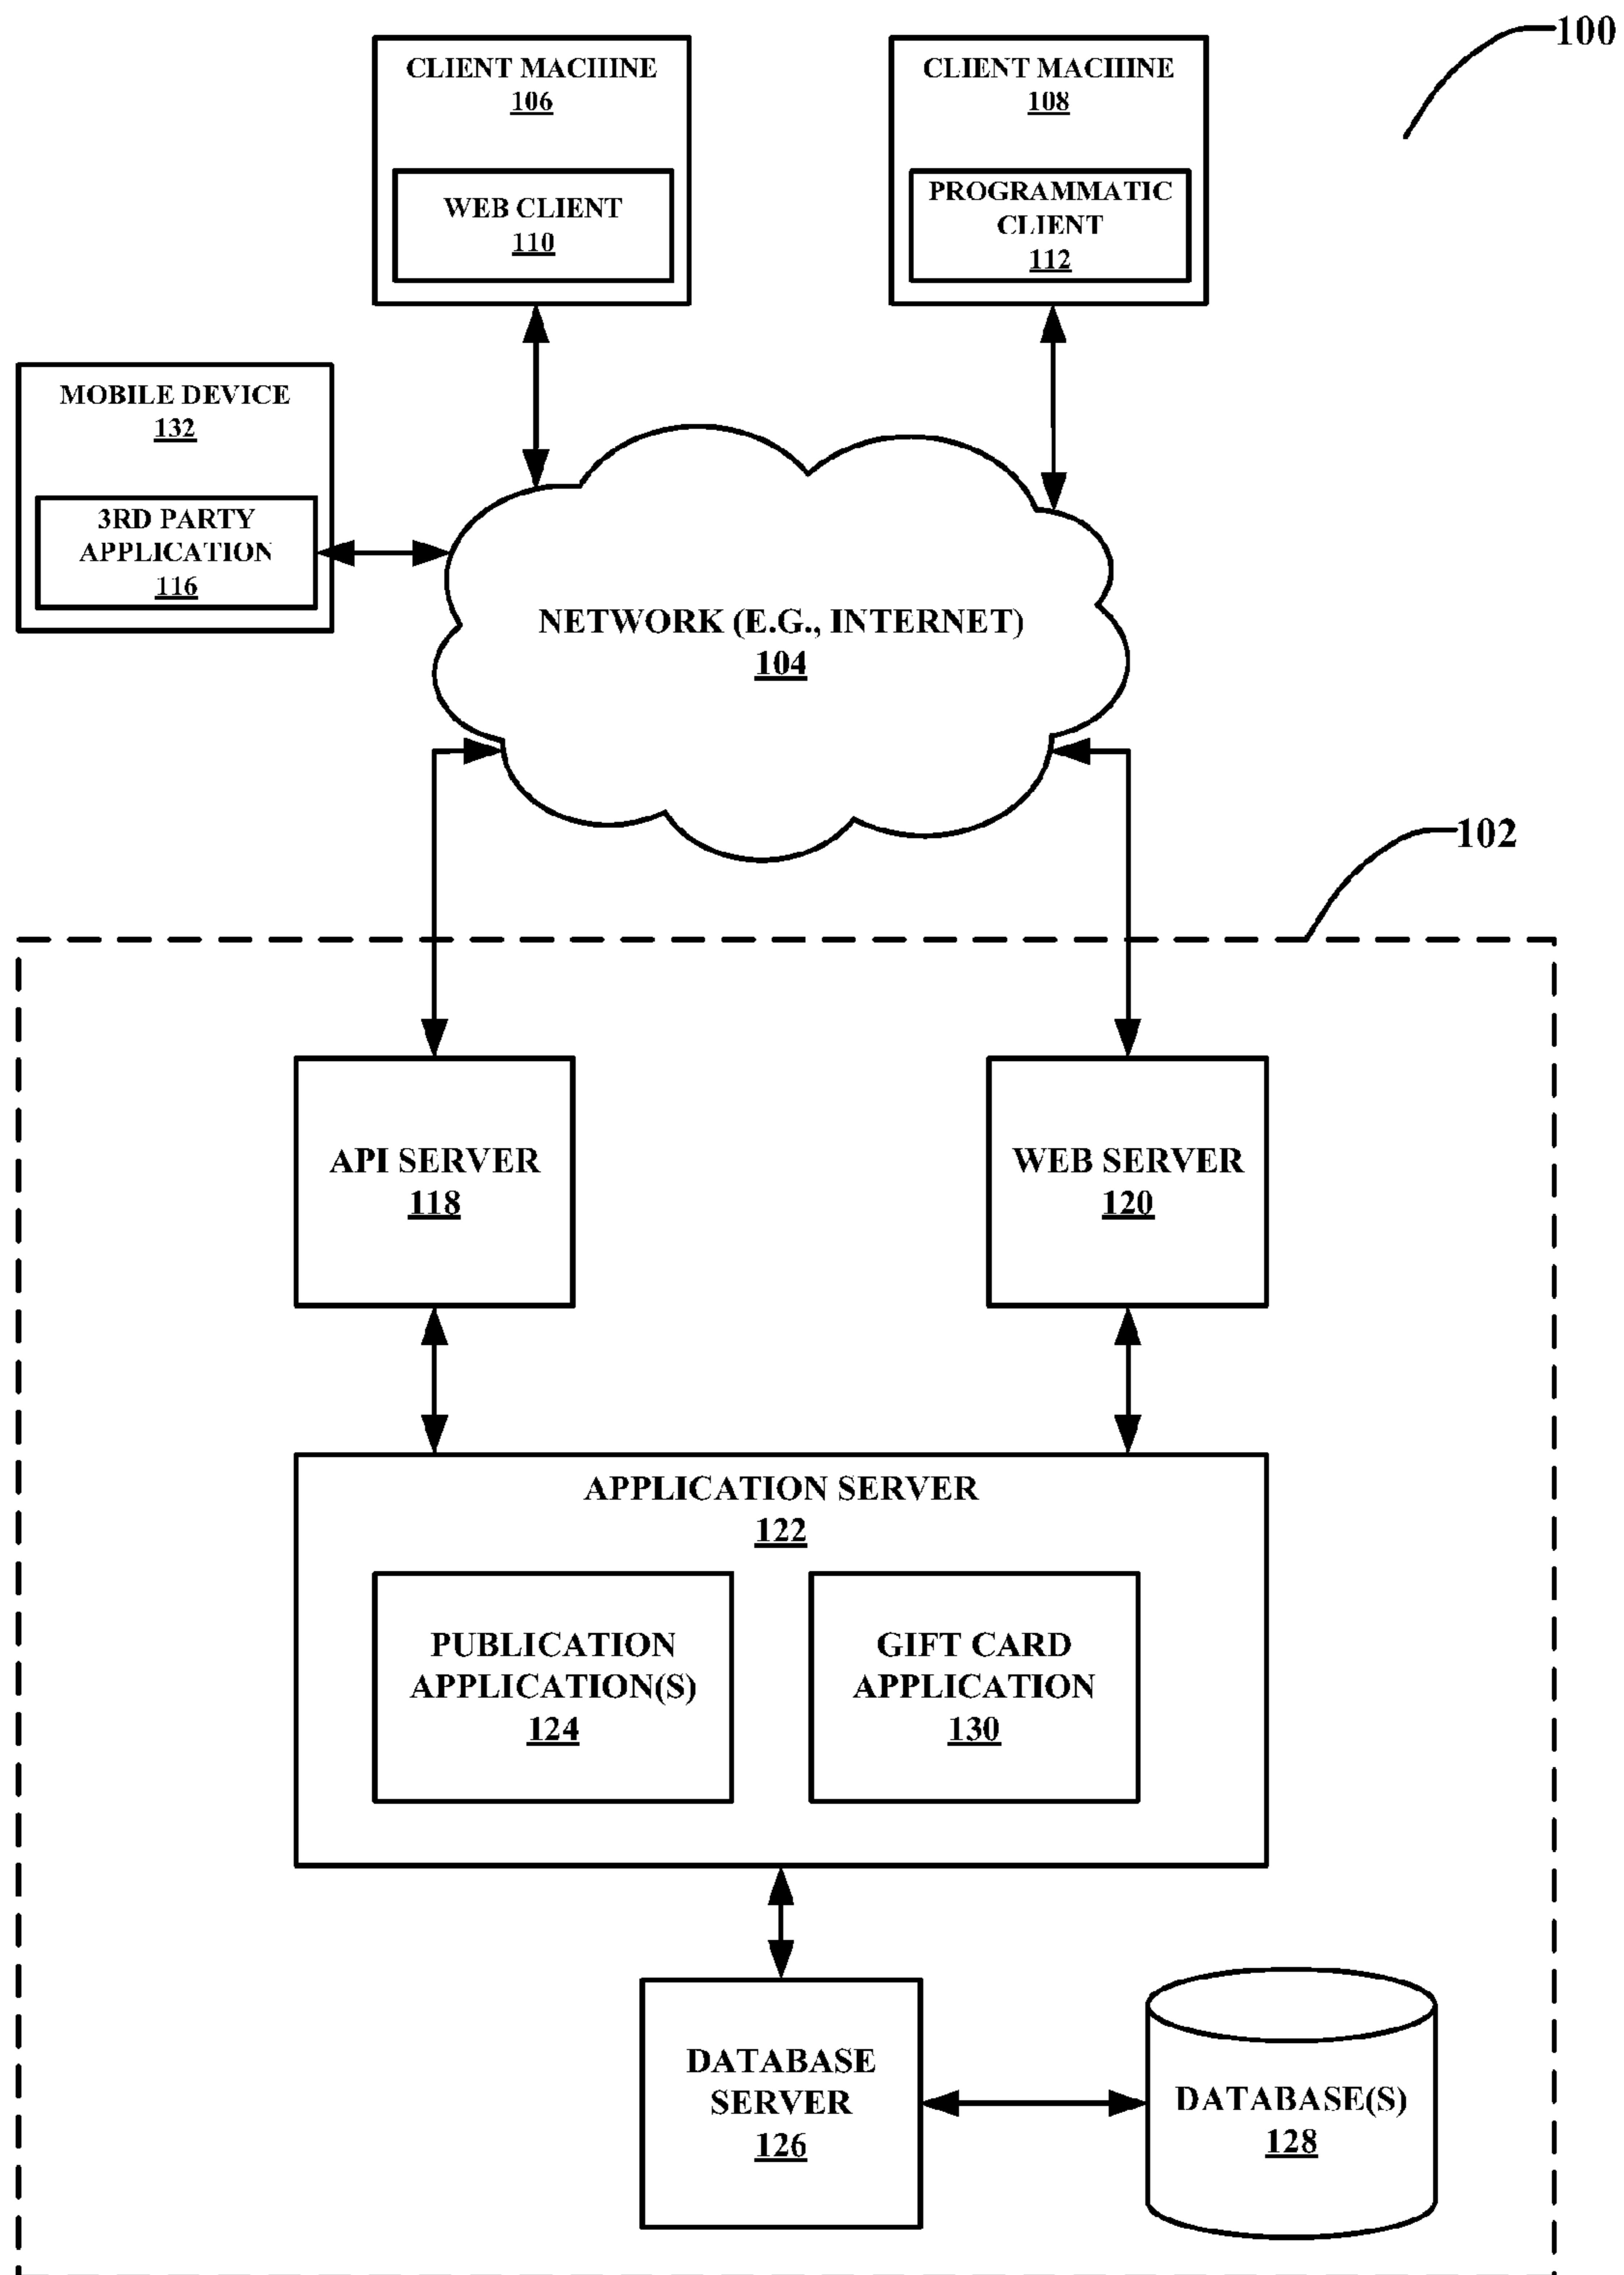 100
CLIENT MACHINE
106
WEB CLIENT
110
CLIENT MACHINE
108
PROGRAMMATIC
CLIENT
112
MOBILE DEVICE
132
3RD PARTY
APPLICATION
116
NETWORK (E.G., INTERNET)
104
102
API SERVER
118
WEB SERVER
120
APPLICATION SERVER
122
PUBLICATION
APPLICATION(S)
124
GIFT CARD
APPLICATION
130
DATABASE
SERVER
126
DATABASE(S)
128